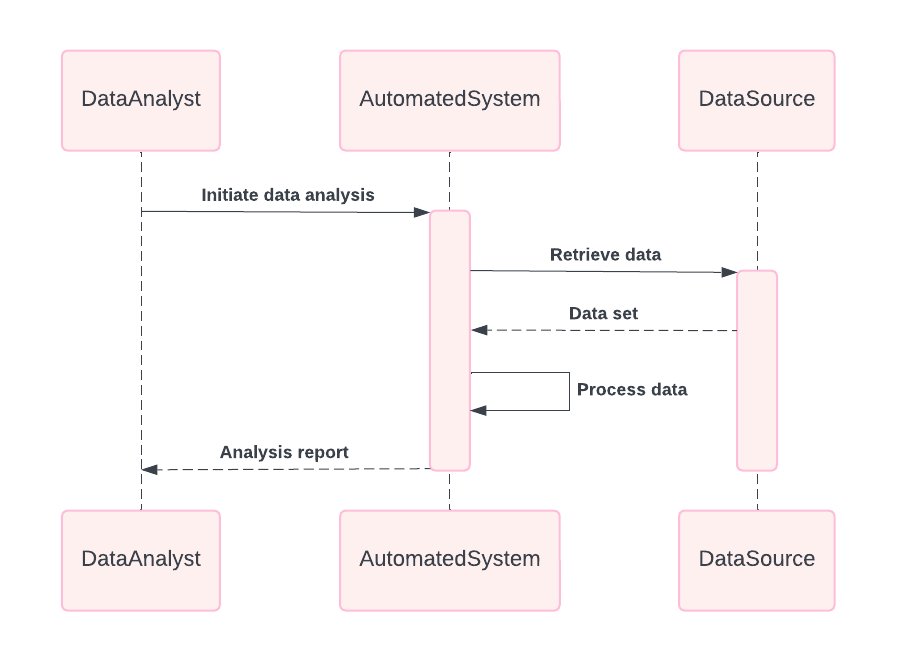 DataAnalyst
AutomatedSystem
DataSource
Initiate data analysis
Retrieve data
Data set
Process data
Analysis report
DataAnalyst
AutomatedSystem
DataSource